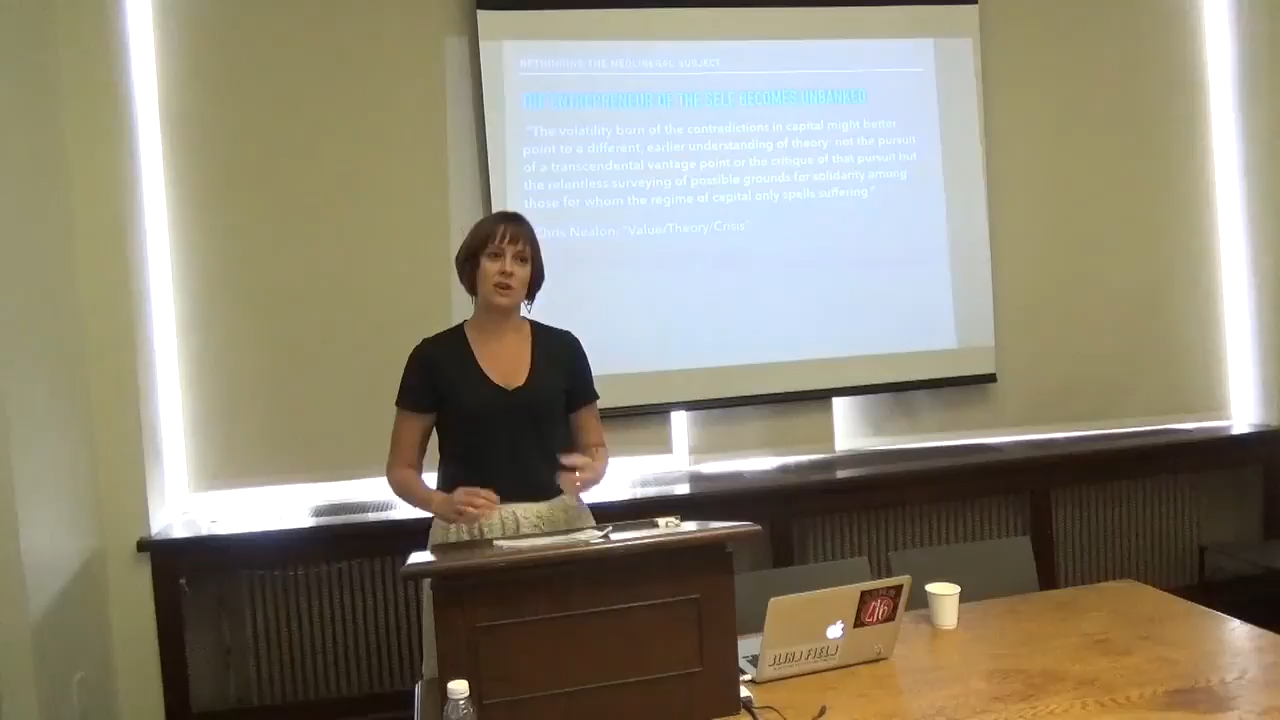 RETHINKING THE NEOLIBERAL SUBJECT
THE ENTREPRENEUR OF THE SELF BECOMES UNBANKED
"The volatility born of the contradictions in capital might better
point to a different, earlier understanding of theory not the pursuit
of a transcendental vantage point or the critique of that pursuit but
the relentless surveying of possible grounds for solidarity among
those for whom the regime of capital only spells suffering"
Chris Nealon, "Value/Theory/Crisis"
BLIND FIELD